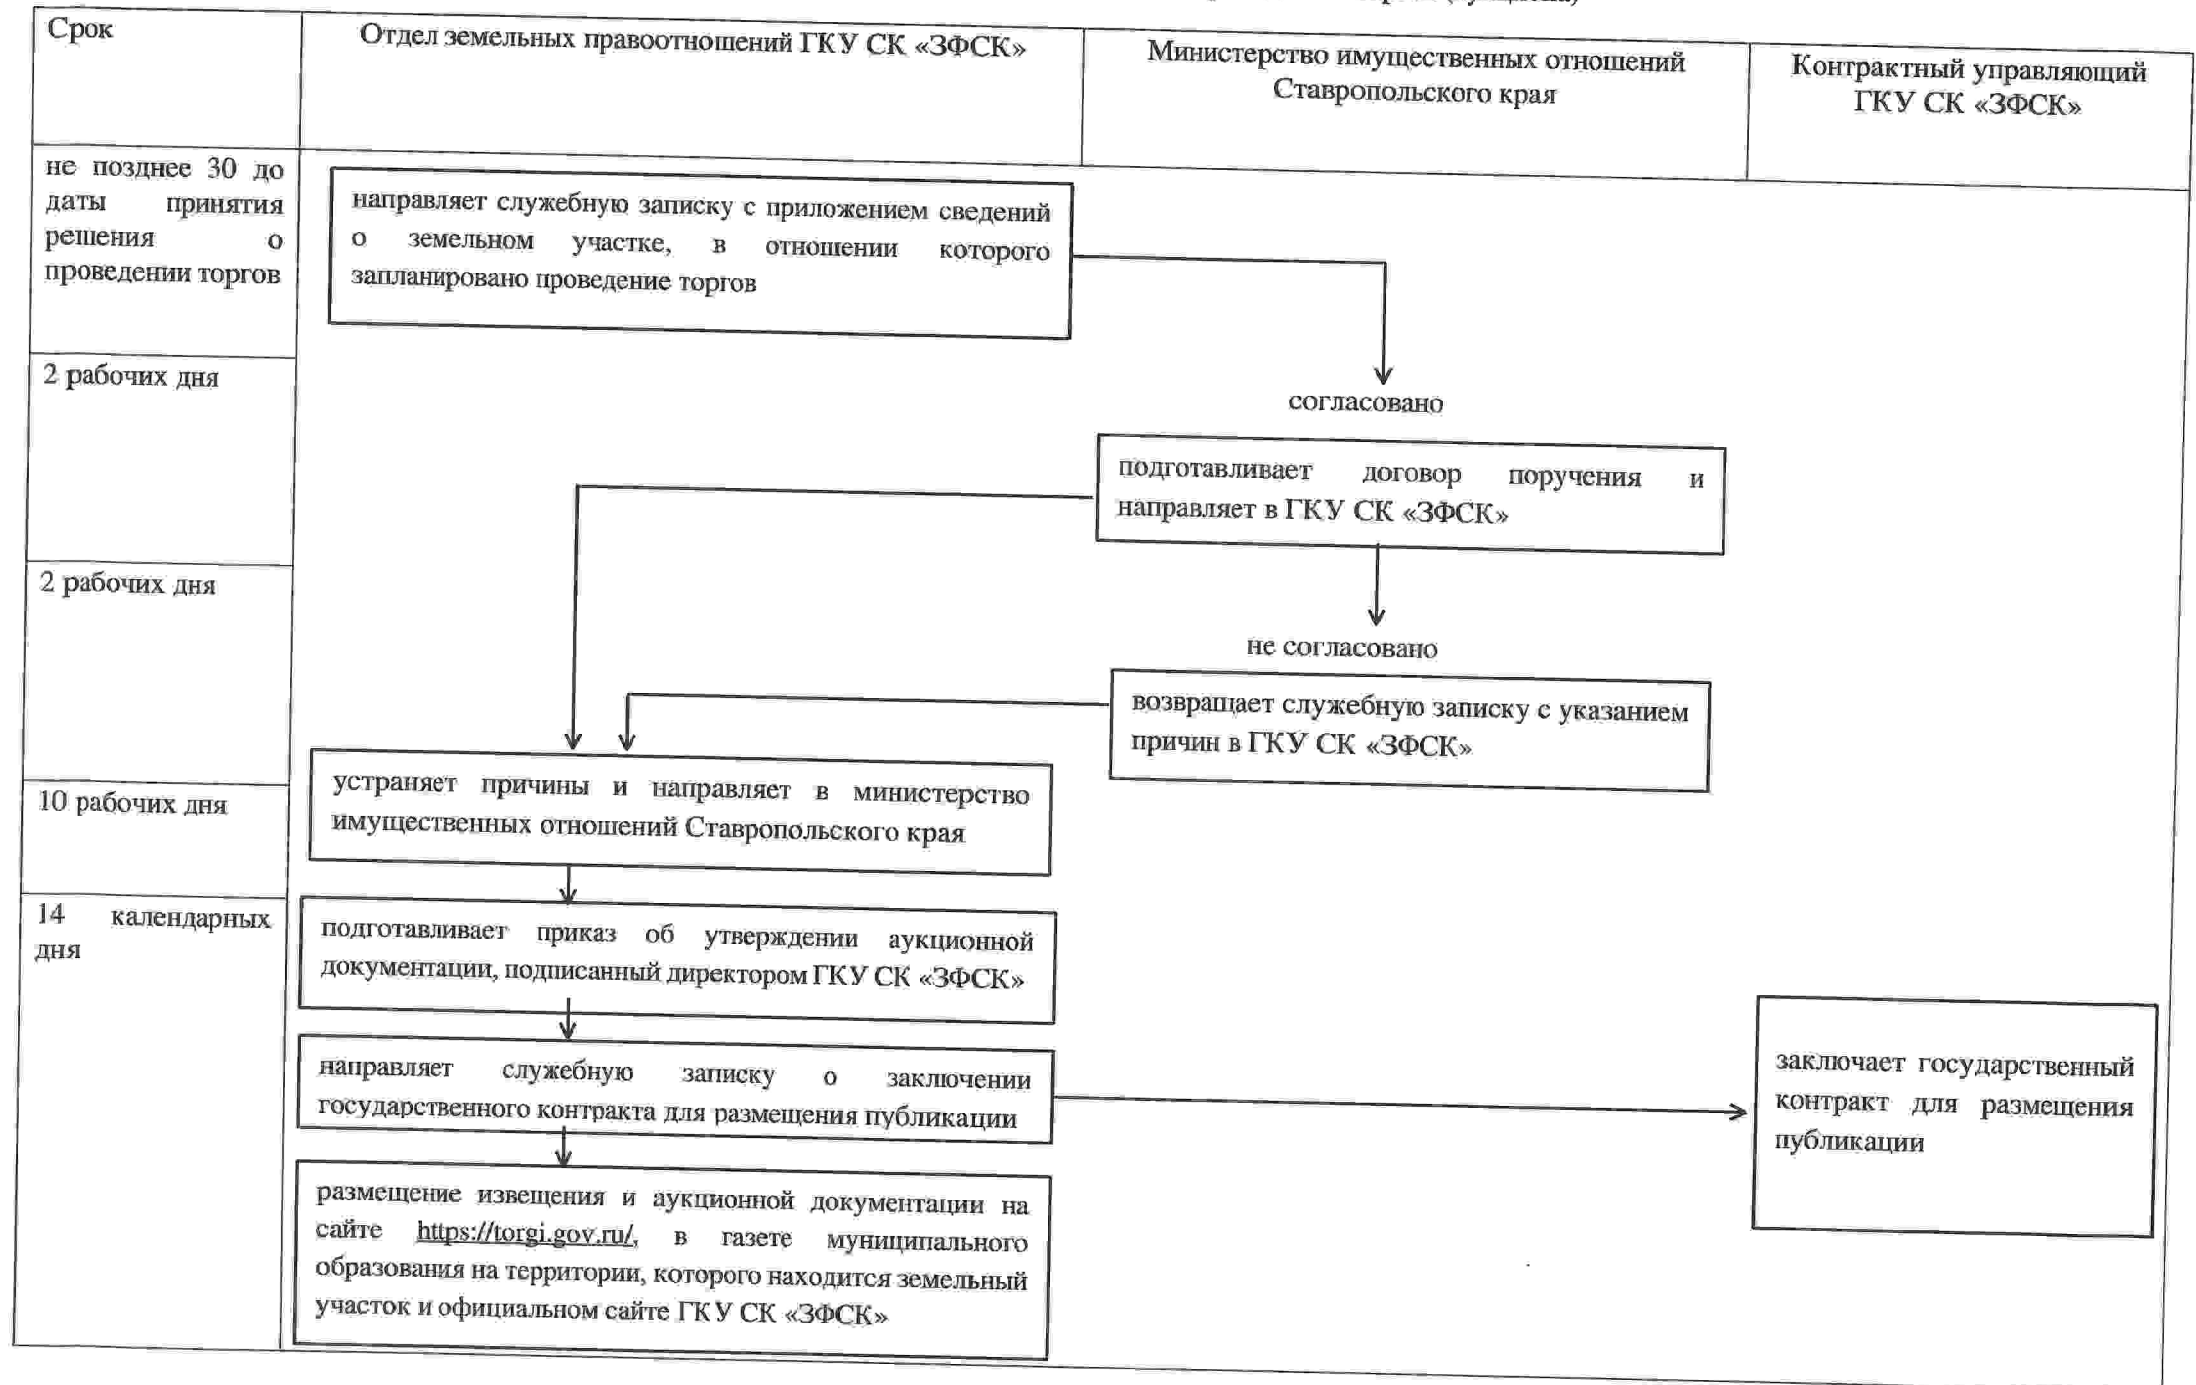 Срок
Отдел земельных правоотношений ГКУ СК «ЗФСК»
Министерство имущественных отношений
Ставропольского края
Контрактный управляющий
ГКУ СК «ЗФСК»
не позднее 30 до
даты принятия
решения о
проведении торгов
направляет служебную записку с приложением сведений
о земельном участке, в отношении которого
запланировано проведение торгов
2 рабочих дня
согласовано
подготавливает договор поручения и
направляет в ГКУ СК «ЗФСК»
2 рабочих дня
не согласовано
возвращает служебную записку с указанием
причин в ГКУ СК «ЗФСК»
10 рабочих дня
устраняет причины и направляет в министерство
имущественных отношений Ставропольского края
14 календарных
дня
подготавливает приказ об утверждении аукционной
документации, подписанный директором ГКУ СК «ЗФСК»
направляет служебную записку о заключении
государственного контракта для размещения публикации
заключает государственный
контракт для размещения
публикации
размещение извещения и аукционной документации на
сайте https://torgi.gov.ru/, в газете муниципального
образования на территории, которого находится земельный
участок и официальном сайте ГКУ СК «ЗФСК»